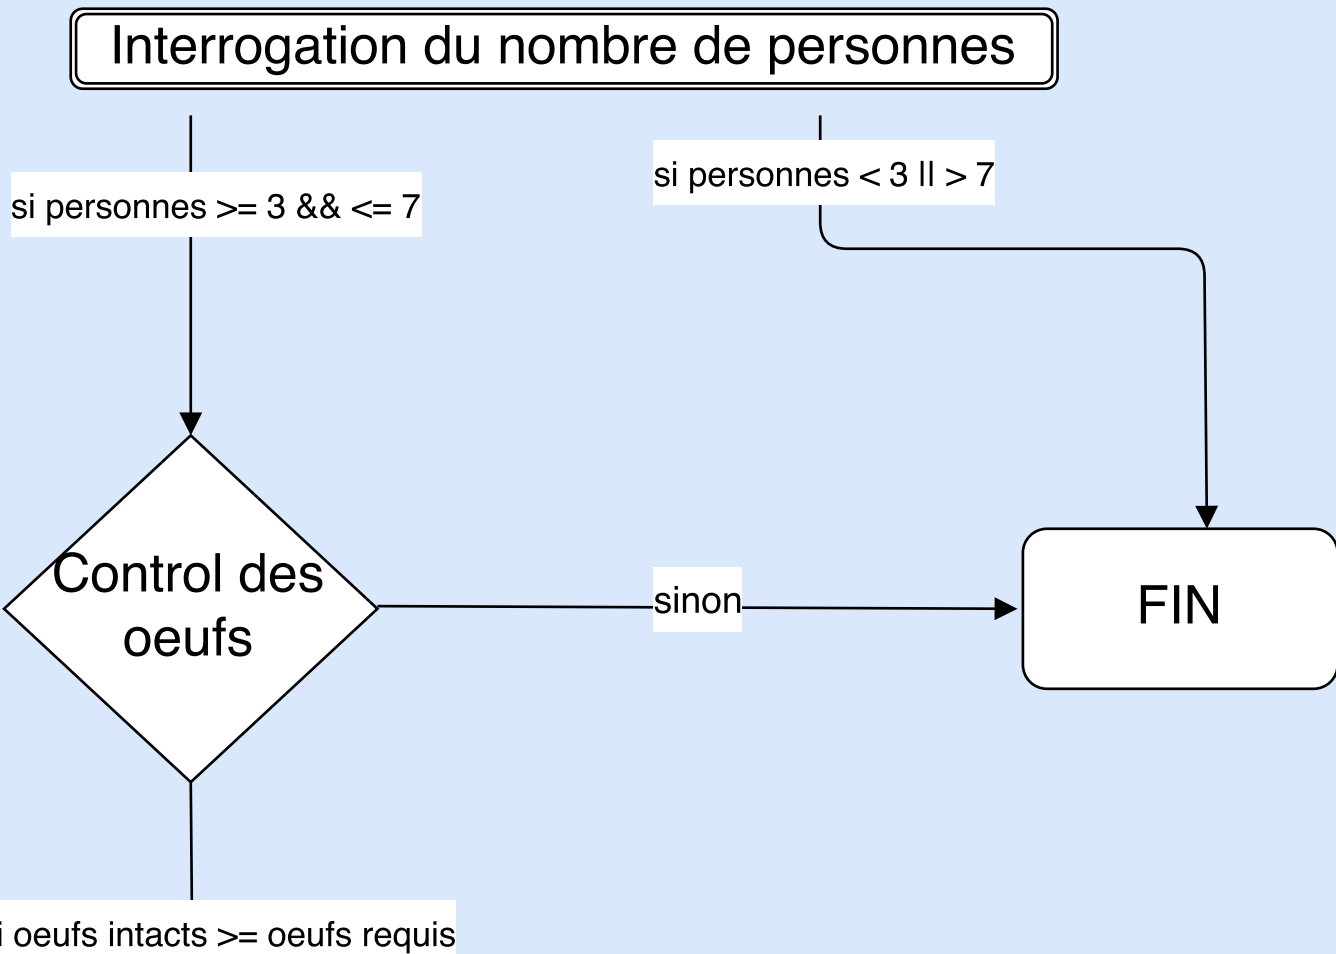 Interrogation du nombre de personnes
si personnes < 3 || > 7
si personnes >= 3 && <= 7
Control des
oeufs
sinon
FIN
i oeufs intacts >= oeufs requis